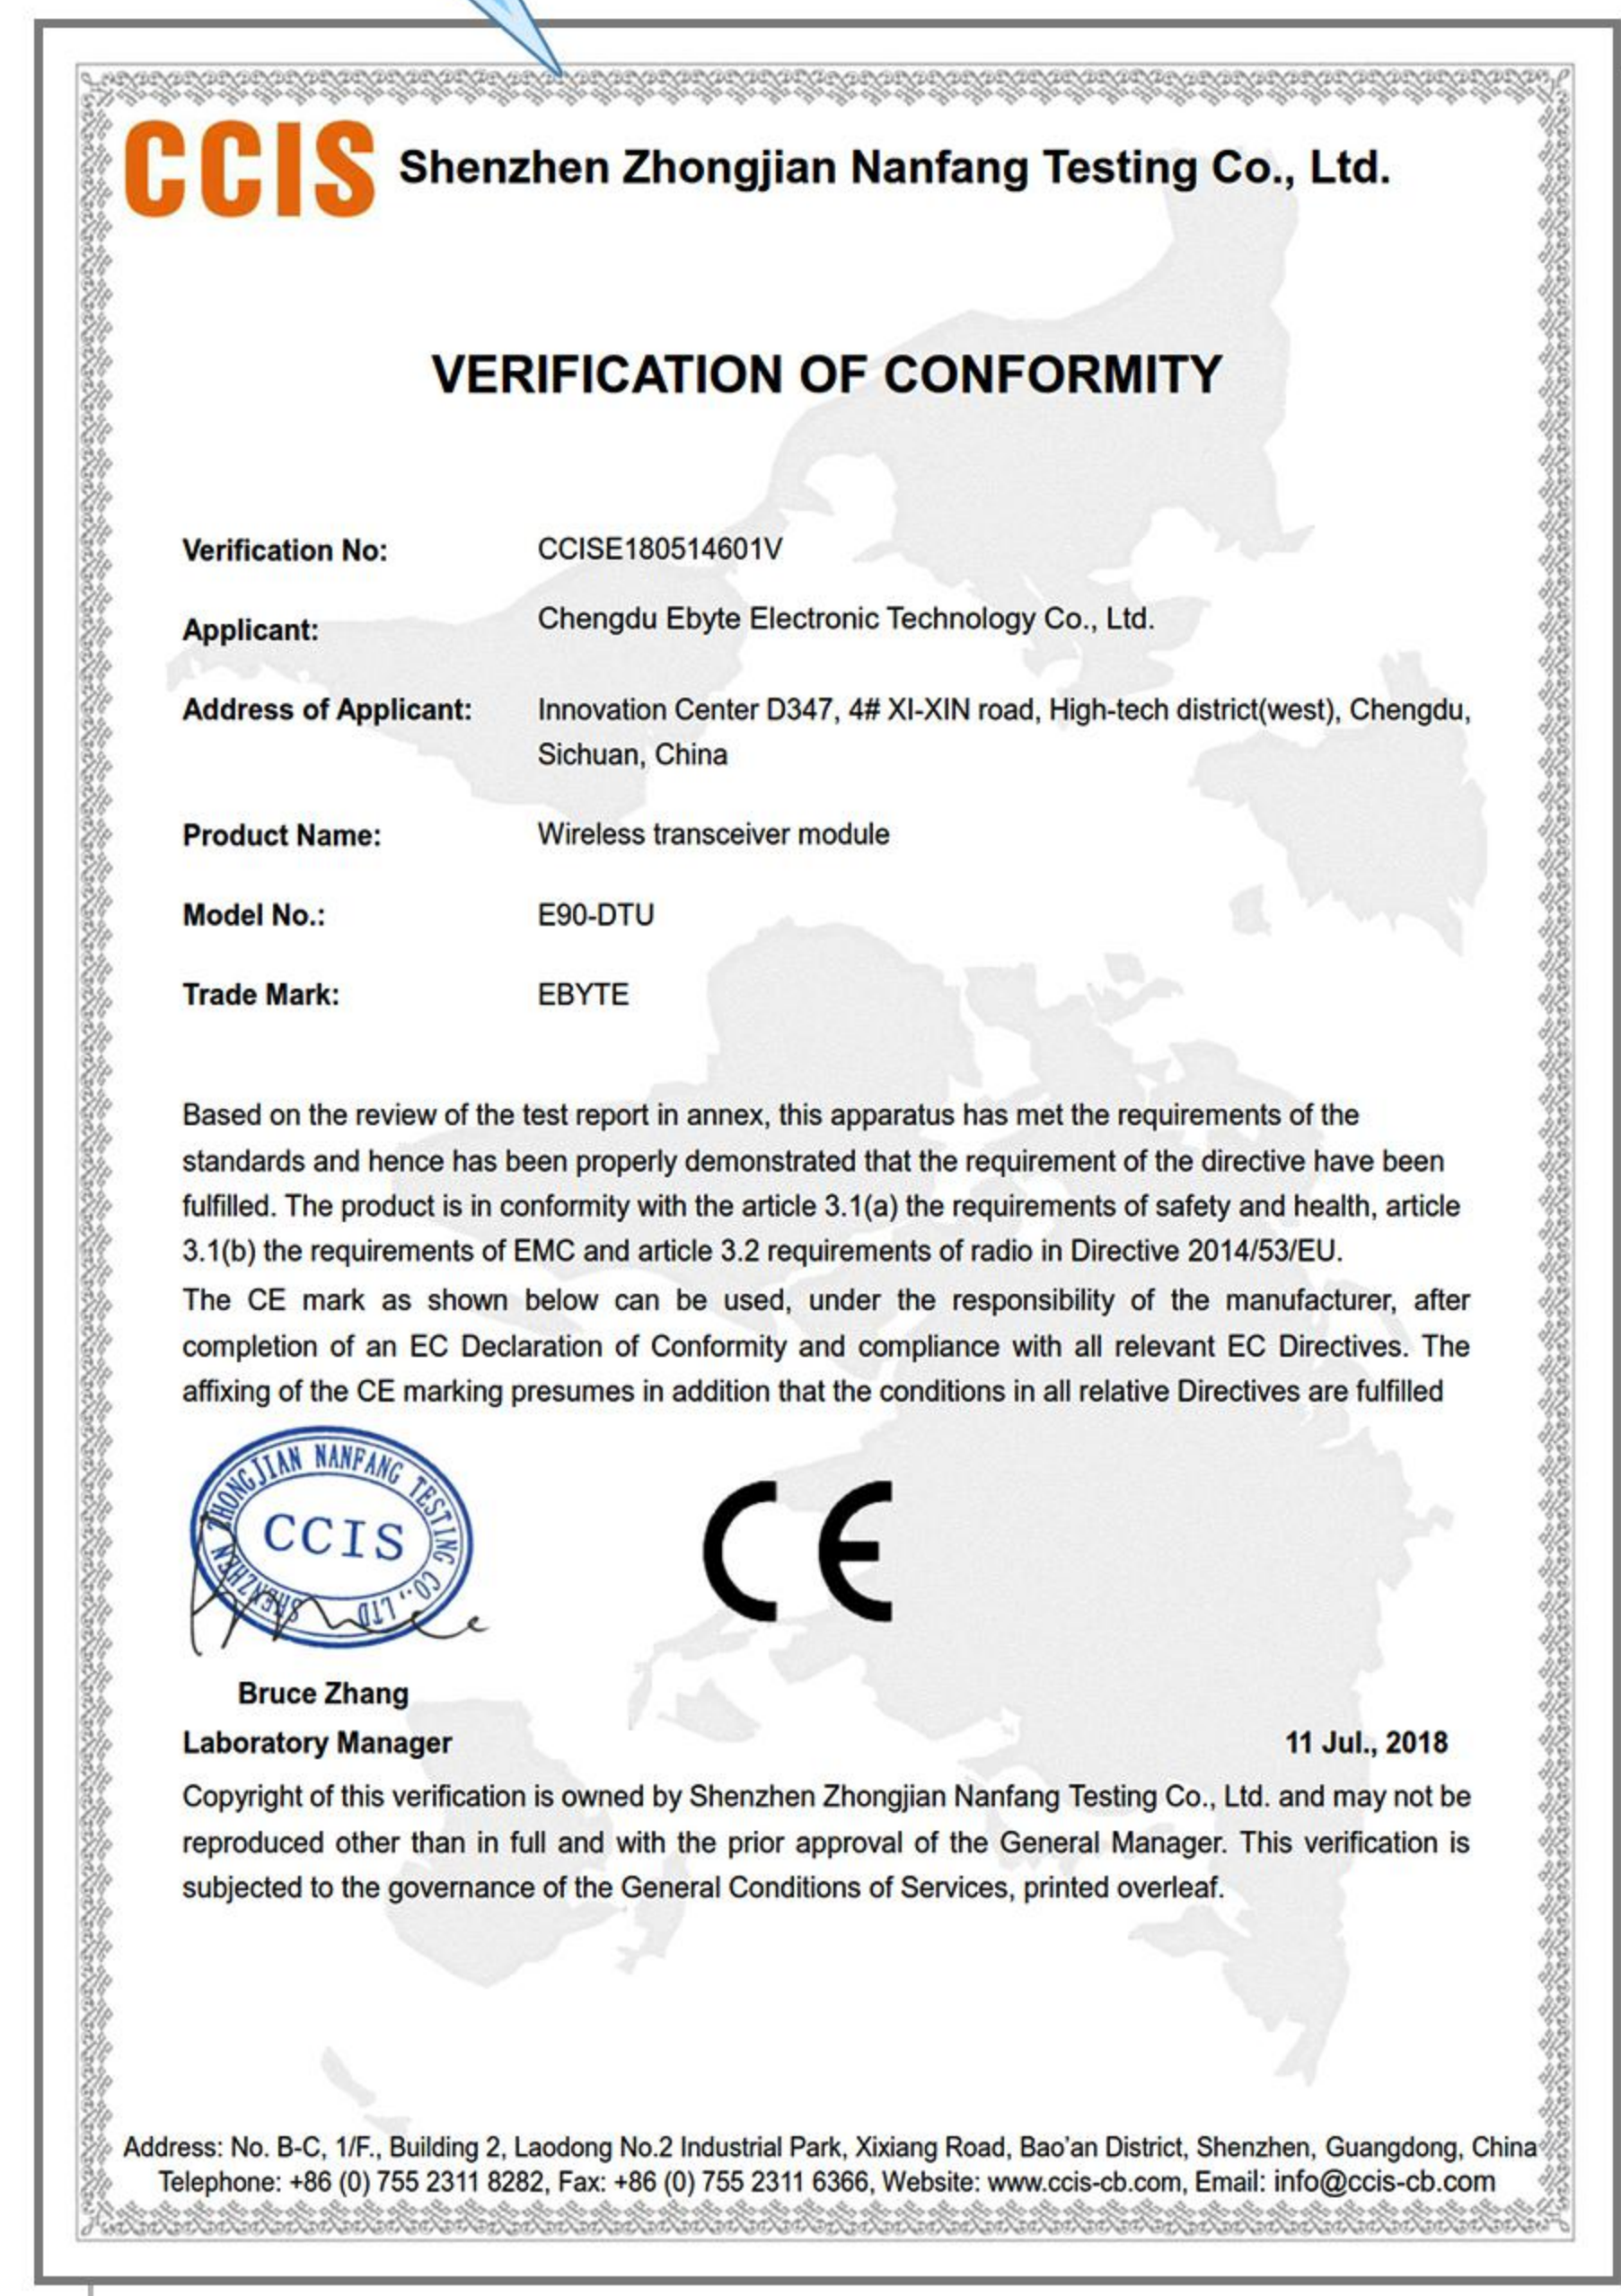 CCIS Shenzhen Zhongjian Nanfang Testing Co., Ltd.
VERIFICATION OF CONFORMITY
Verification No: CCISE180514601V
Applicant: Chengdu Ebyte Electronic Technology Co., Ltd.
Address of Applicant: Innovation Center D347, 4# XI-XIN road, High-tech district(west), Chengdu,
Sichuan, China
Product Name: Wireless transceiver module
Model No.: E90-DTU
Trade Mark: EBYTE
Based on the review of the test report in annex, this apparatus has met the requirements of the
standards and hence has been properly demonstrated that the requirement of the directive have been
fulfilled. The product is in conformity with the article 3.1(a) the requirements of safety and health, article
3.1(b) the requirements of EMC and article 3.2 requirements of radio in Directive 2014/53/EU.
The CE mark as shown below can be used, under the responsibility of the manufacturer, after
completion of an EC Declaration of Conformity and compliance with all relevant EC Directives. The
affixing of the CE marking presumes in addition that the conditions in all relative Directives are fulfilled
SHENZHEN ZHONGJIAN NANFANG TESTING CO., LTD
CCIS
CE
Bruce Zhang
Laboratory Manager
11 Jul., 2018
Copyright of this verification is owned by Shenzhen Zhongjian Nanfang Testing Co., Ltd. and may not be
reproduced other than in full and with the prior approval of the General Manager. This verification is
subjected to the governance of the General Conditions of Services, printed overleaf.
Address: No. B-C, 1/F., Building 2, Laodong No.2 Industrial Park, Xixiang Road, Bao'an District, Shenzhen, Guangdong, China
Telephone: +86 (0) 755 2311 8282, Fax: +86 (0) 755 2311 6366, Website: www.ccis-cb.com, Email: info@ccis-cb.com